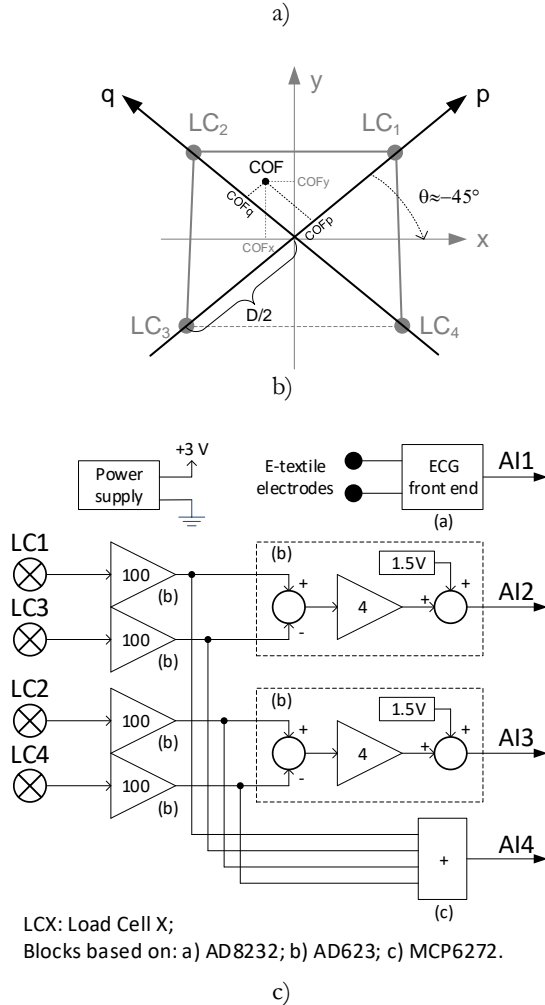 a)
y
q
p
LC2
LC1
COF
COFy
COFq
COFp
θ≈−45°
COFx
x
D/2
LC3
LC4
b)
+3 V
Power
supply
E-textile
electrodes
ECG
front end
AI1
(a)
LC1
100
(b)
(b)
1.5V
+
-
4
+
+
AI2
LC3
100
(b)
LC2
100
(b)
(b)
1.5V
+
-
4
+
+
AI3
LC4
100
(b)
+
AI4
(c)
LCX: Load Cell X;
Blocks based on: a) AD8232; b) AD623; c) MCP6272.
c)